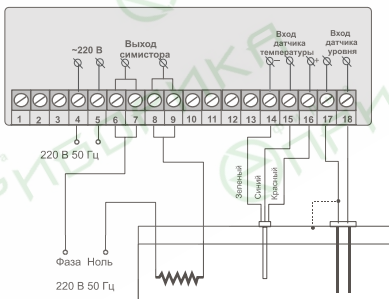 ~220 В
Выход
симистора
Вход
датчика
температуры
Вход
датчика
уровня
– +
1 2 3 4 5 6 7 8 9 10 11 12 13 14 15 16 17 18
220 В 50 Гц
Зеленый
Синий
Красный
Фаза Ноль
220 В 50 Гц